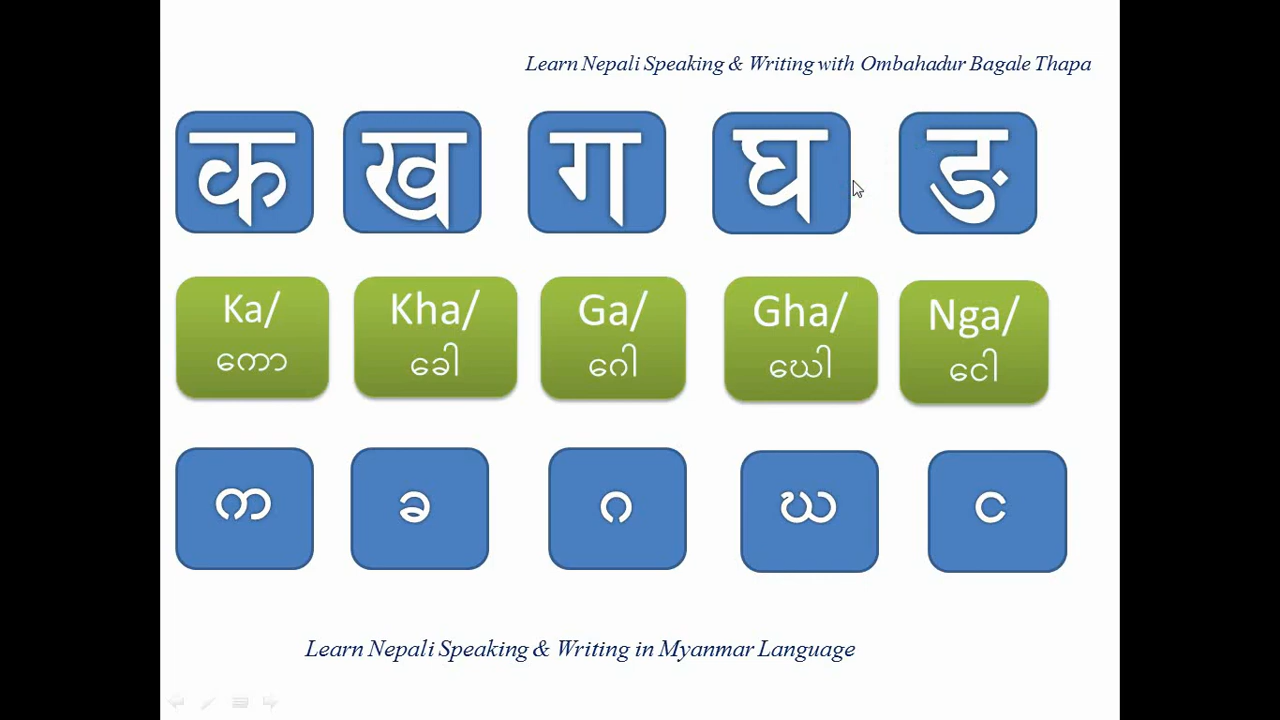 Learn Nepali Speaking & Writing with Ombahadur Bagale Thapa
क ख ग घ ङ
Ka/ Kha/ Ga/ Gha/ Nga/
ကော ခေါ ဂေါ ဃေါ ငေါ
က ခ ဂ ဃ င
Learn Nepali Speaking & Writing in Myanmar Language